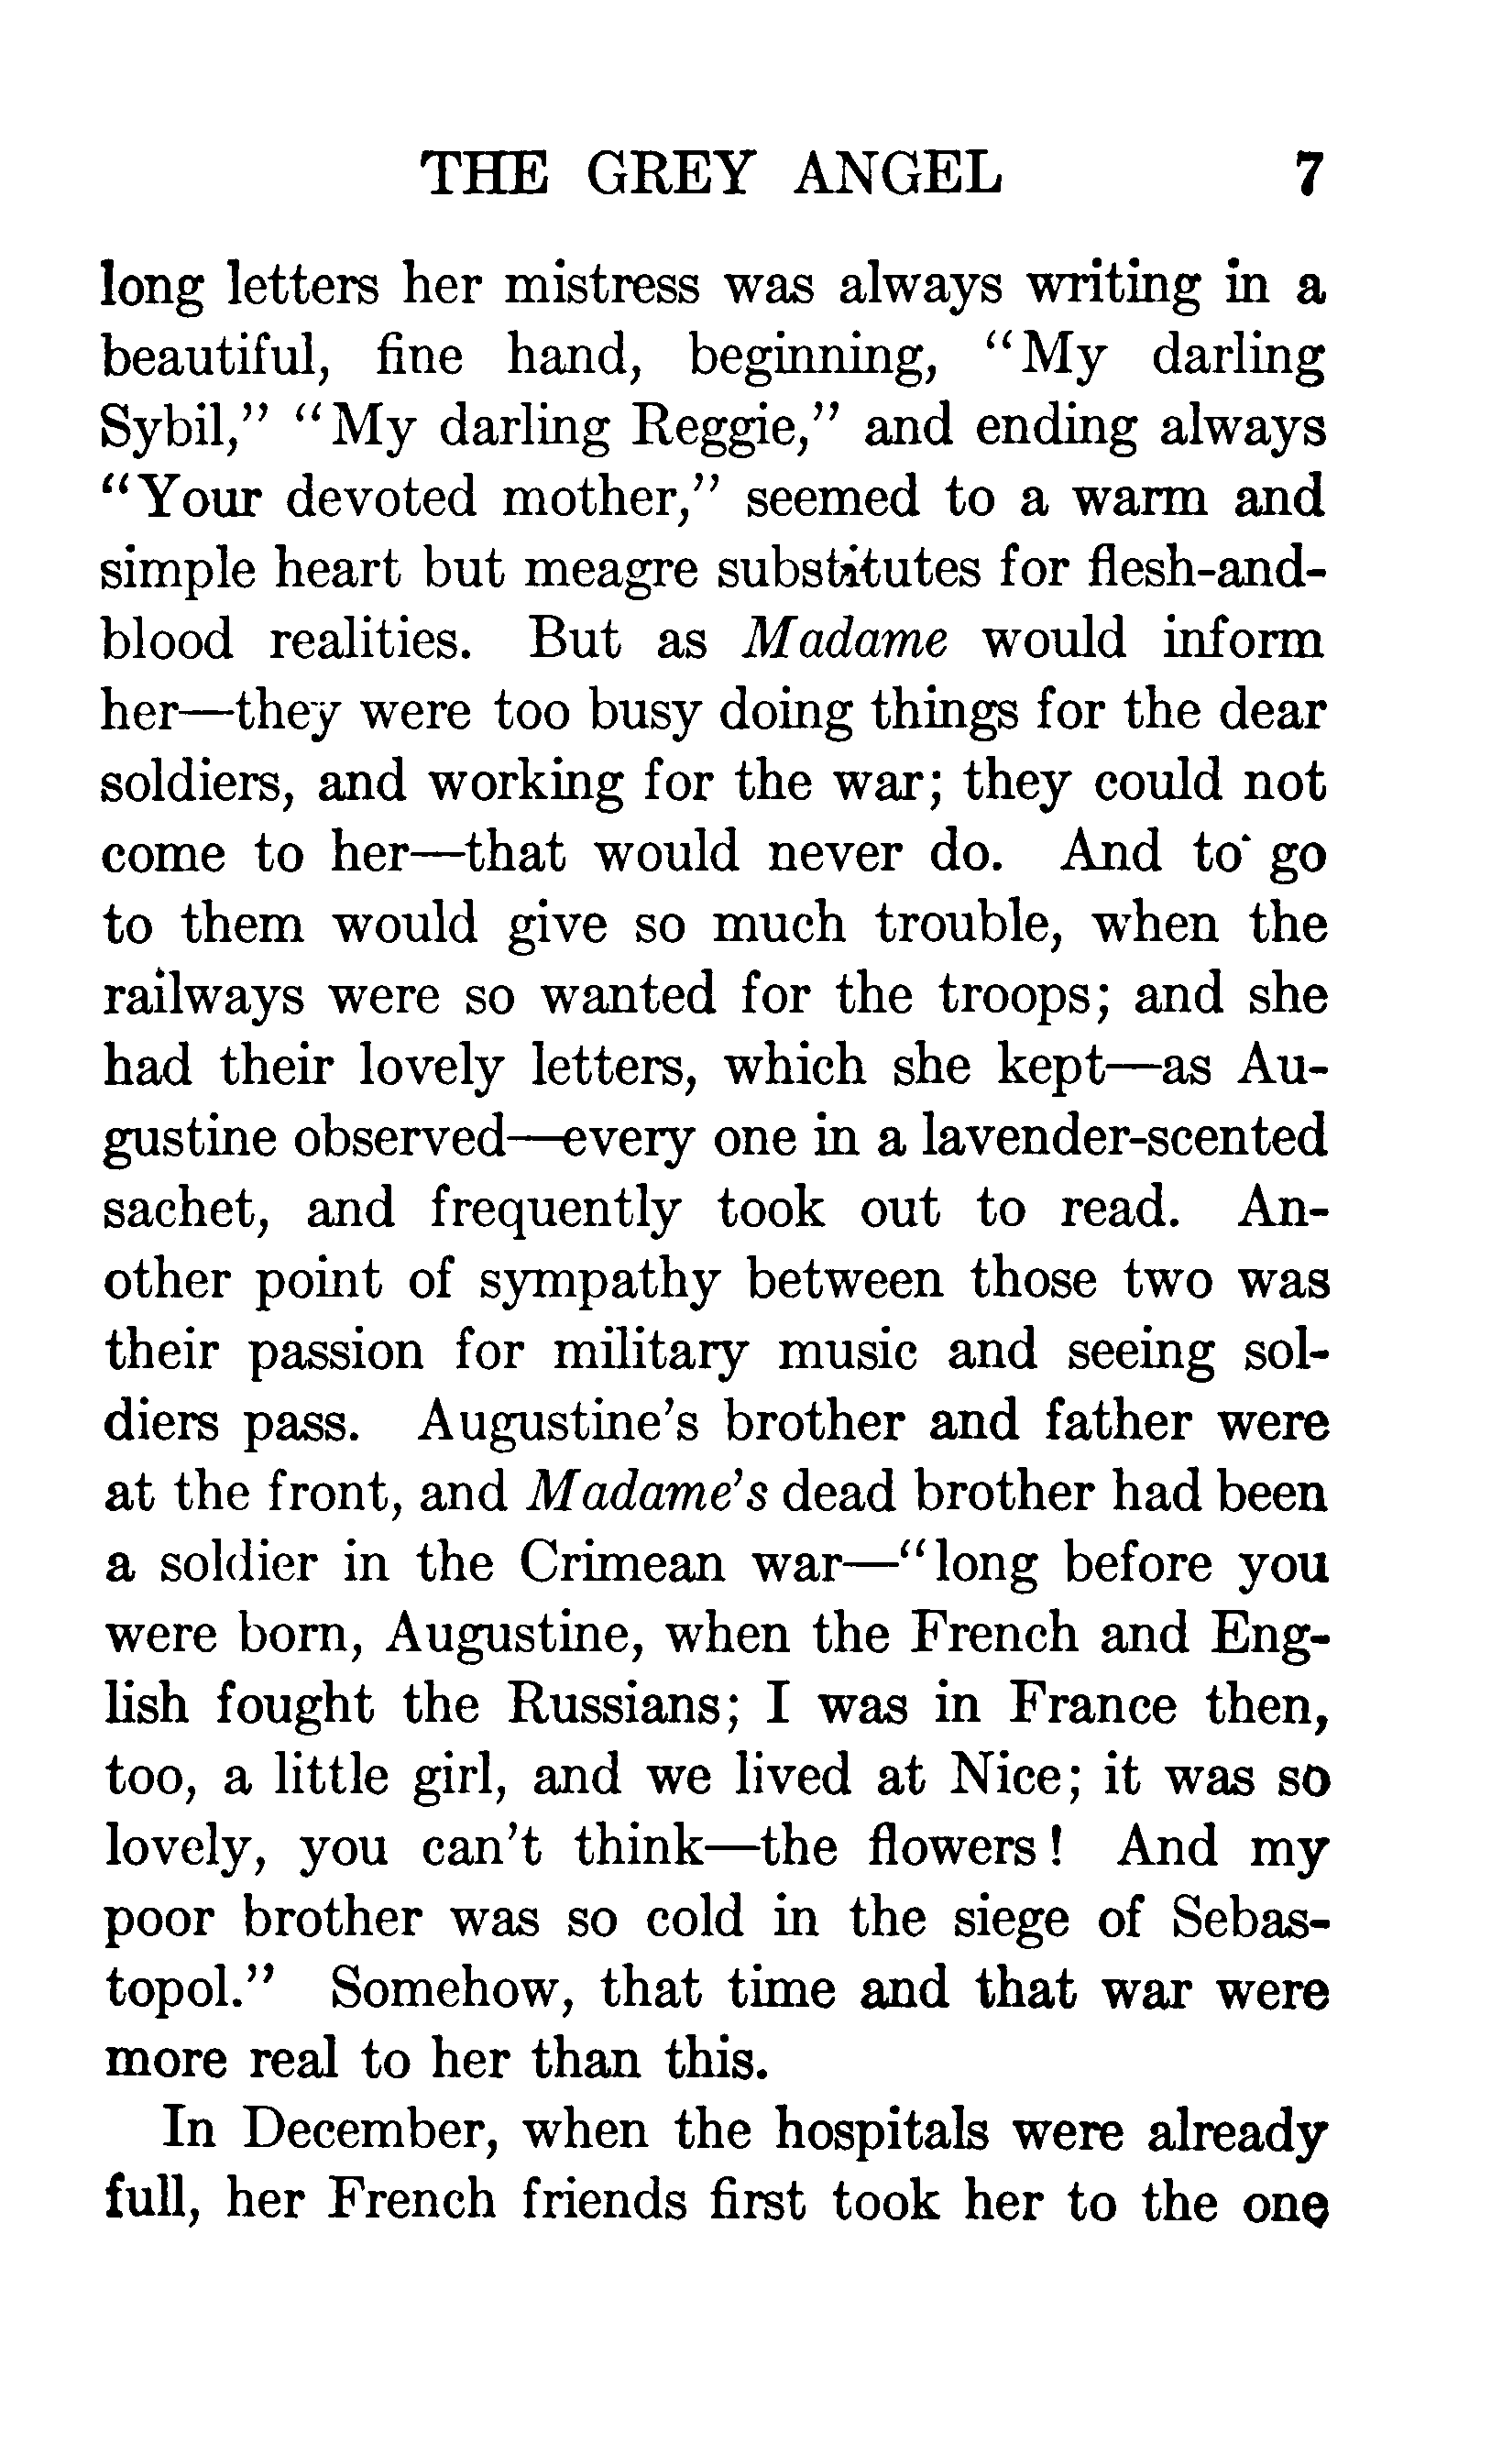 THE GREY ANGEL 7
long letters her mistress was always writing in a
beautiful, fine hand, beginning, “My darling
Sybil,” “My darling Reggie,” and ending always
“Your devoted mother,” seemed to a warm and
simple heart but meagre substitutes for flesh-and-
blood realities. But as Madame would inform
her—they were too busy doing things for the dear
soldiers, and working for the war; they could not
come to her—that would never do. And to go
to them would give so much trouble, when the
railways were so wanted for the troops; and she
had their lovely letters, which she kept—as Au-
gustine observed—every one in a lavender-scented
sachet, and frequently took out to read. An-
other point of sympathy between those two was
their passion for military music and seeing sol-
diers pass. Augustine’s brother and father were
at the front, and Madame’s dead brother had been
a soldier in the Crimean war—“long before you
were born, Augustine, when the French and Eng-
lish fought the Russians; I was in France then,
too, a little girl, and we lived at Nice; it was so
lovely, you can’t think—the flowers! And my
poor brother was so cold in the siege of Sebas-
topol.” Somehow, that time and that war were
more real to her than this.
In December, when the hospitals were already
full, her French friends first took her to the one